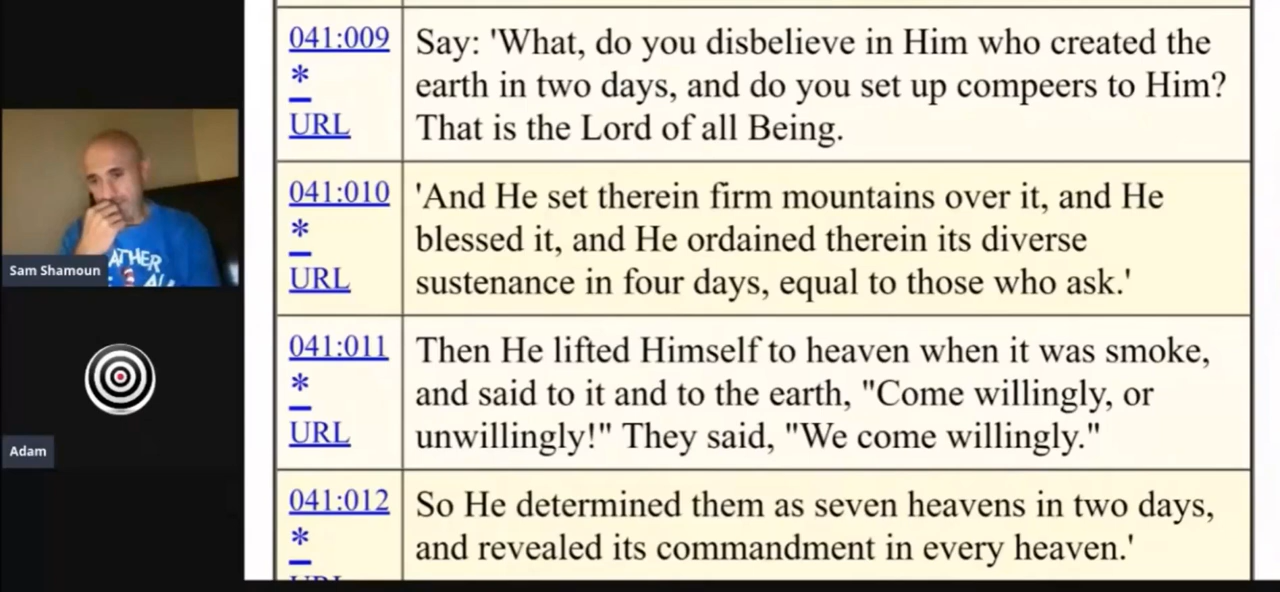 041:009
*
URL
Say: 'What, do you disbelieve in Him who created the
earth in two days, and do you set up compeers to Him?
That is the Lord of all Being.
041:010
*
URL
'And He set therein firm mountains over it, and He
blessed it, and He ordained therein its diverse
sustenance in four days, equal to those who ask.'
041:011
*
URL
Then He lifted Himself to heaven when it was smoke,
and said to it and to the earth, "Come willingly, or
unwillingly!" They said, "We come willingly."
041:012
*
URL
So He determined them as seven heavens in two days,
and revealed its commandment in every heaven.'
ATHER
ALL
Sam Shamoun
Adam